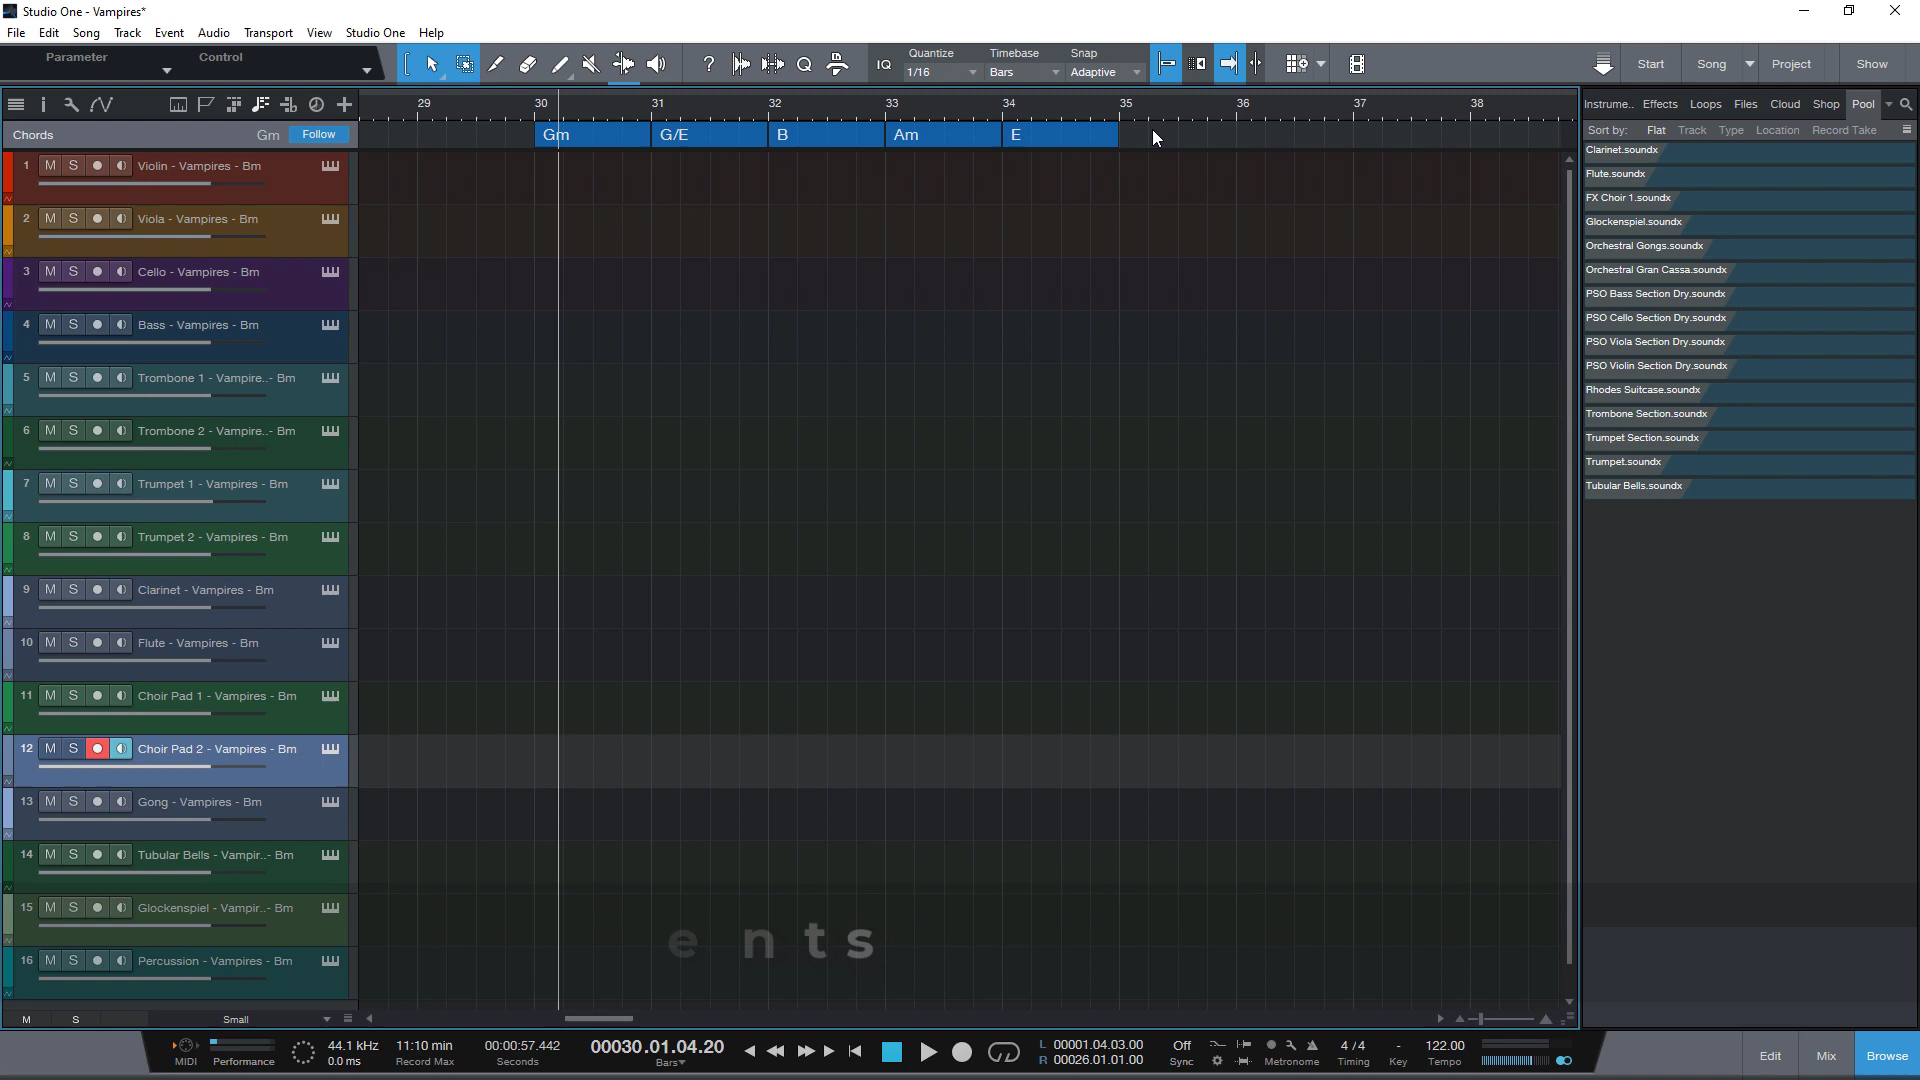 Studio One - Vampires*
File Edit Song Track Event Audio Transport View Studio One Help
Parameter Control
? IQ Quantize 1/16 Timebase Bars Snap Adaptive
Start Song Project Show
29 30 31 32 33 34 35 36 37 38
Chords Gm Follow
Gm G/E B Am E
1 M S Violin - Vampires - Bm
2 M S Viola - Vampires - Bm
3 M S Cello - Vampires - Bm
4 M S Bass - Vampires - Bm
5 M S Trombone 1 - Vampire..- Bm
6 M S Trombone 2 - Vampire..- Bm
7 M S Trumpet 1 - Vampires - Bm
8 M S Trumpet 2 - Vampires - Bm
9 M S Clarinet - Vampires - Bm
10 M S Flute - Vampires - Bm
11 M S Choir Pad 1 - Vampires - Bm
12 M S Choir Pad 2 - Vampires - Bm
13 M S Gong - Vampires - Bm
14 M S Tubular Bells - Vampir..- Bm
15 M S Glockenspiel - Vampir..- Bm
16 M S Percussion - Vampires - Bm
e n t s
M S Small
Instrume.. Effects Loops Files Cloud Shop Pool
Sort by: Flat Track Type Location Record Take
Clarinet.soundx
Flute.soundx
FX Choir 1.soundx
Glockenspiel.soundx
Orchestral Gongs.soundx
Orchestral Gran Cassa.soundx
PSO Bass Section Dry.soundx
PSO Cello Section Dry.soundx
PSO Viola Section Dry.soundx
PSO Violin Section Dry.soundx
Rhodes Suitcase.soundx
Trombone Section.soundx
Trumpet Section.soundx
Trumpet.soundx
Tubular Bells.soundx
MIDI Performance
44.1 kHz 0.0 ms
11:10 min Record Max
00:00:57.442 Seconds
00030.01.04.20 Bars
L 00001.04.03.00
R 00026.01.01.00
Off Sync
Metronome
4 / 4 Timing
- Key
122.00 Tempo
Edit Mix Browse